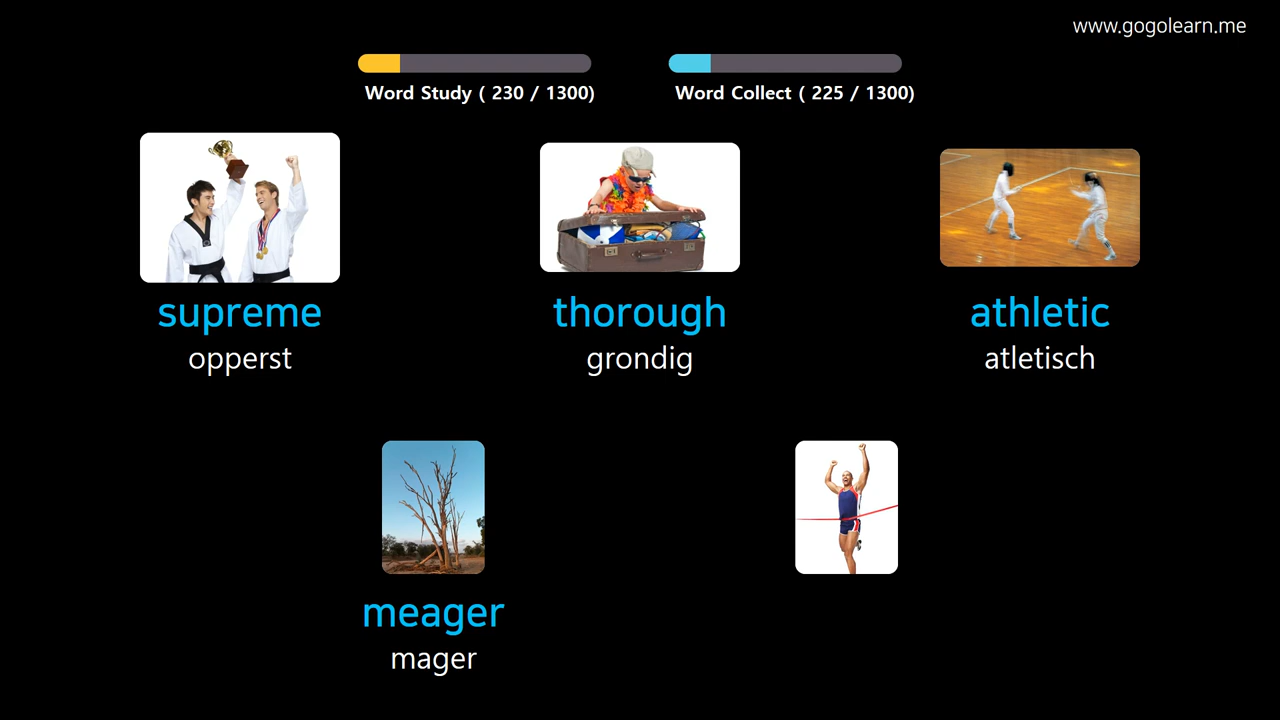 www.gogolearn.me
Word Study ( 230 / 1300)
Word Collect ( 225 / 1300)
supreme
opperst
thorough
grondig
athletic
atletisch
meager
mager